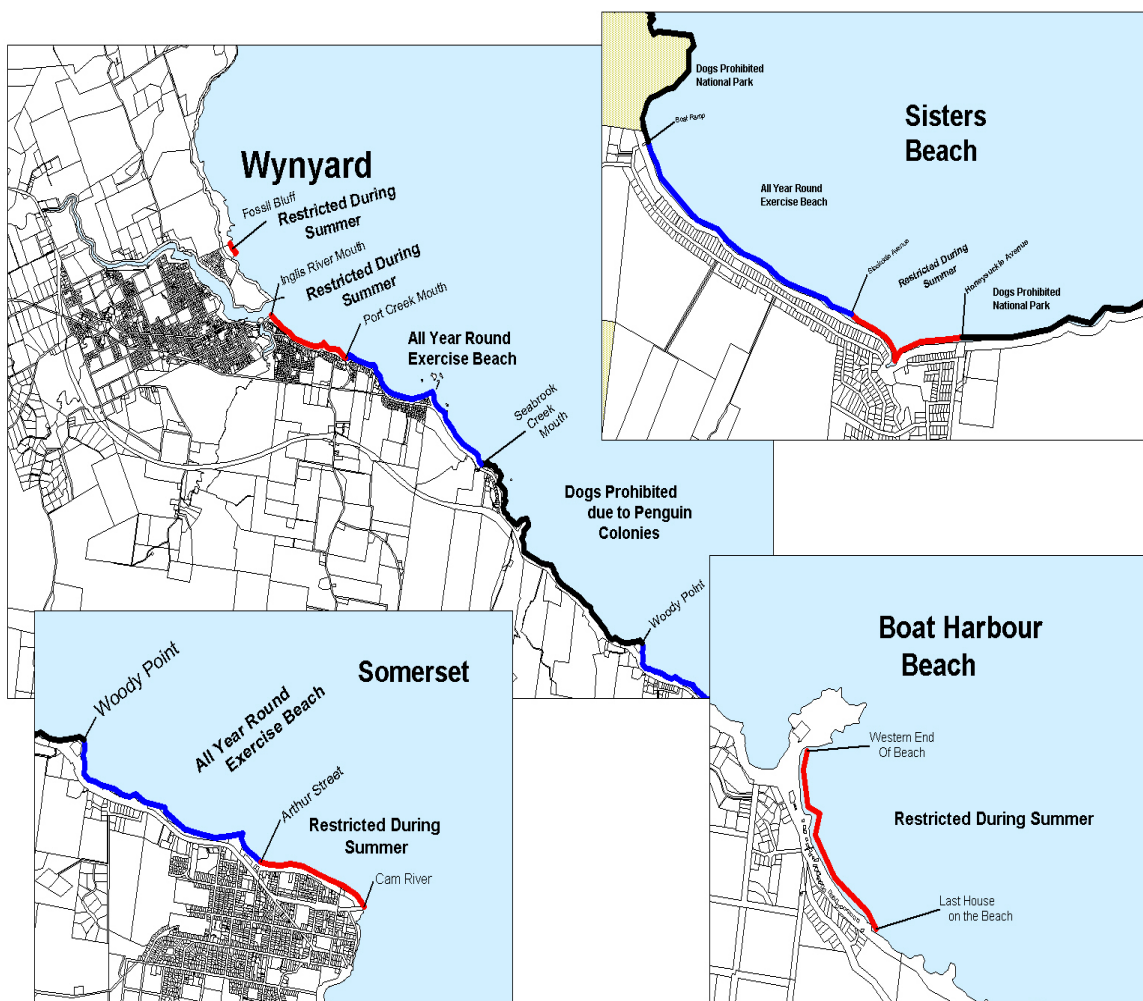 Wynyard
Fossil Bluff
Restricted During
Summer
Inglis River Mouth
Restricted During
Summer
Port Creek Mouth
All Year Round
Exercise Beach
Seabrook
Creek
Mouth
Dogs Prohibited
due to Penguin
Colonies
Woody Point
Dogs Prohibited
National Park
Boat Ramp
Sisters
Beach
All Year Round
Exercise Beach
Restricted During
Summer
Honeysuckle Avenue
Dogs Prohibited
National Park
Somerset
Woody Point
All Year Round
Exercise Beach
Arthur Street
Restricted During
Summer
Cam River
Boat Harbour
Beach
Western End
Of Beach
Restricted During Summer
Last House
on the Beach